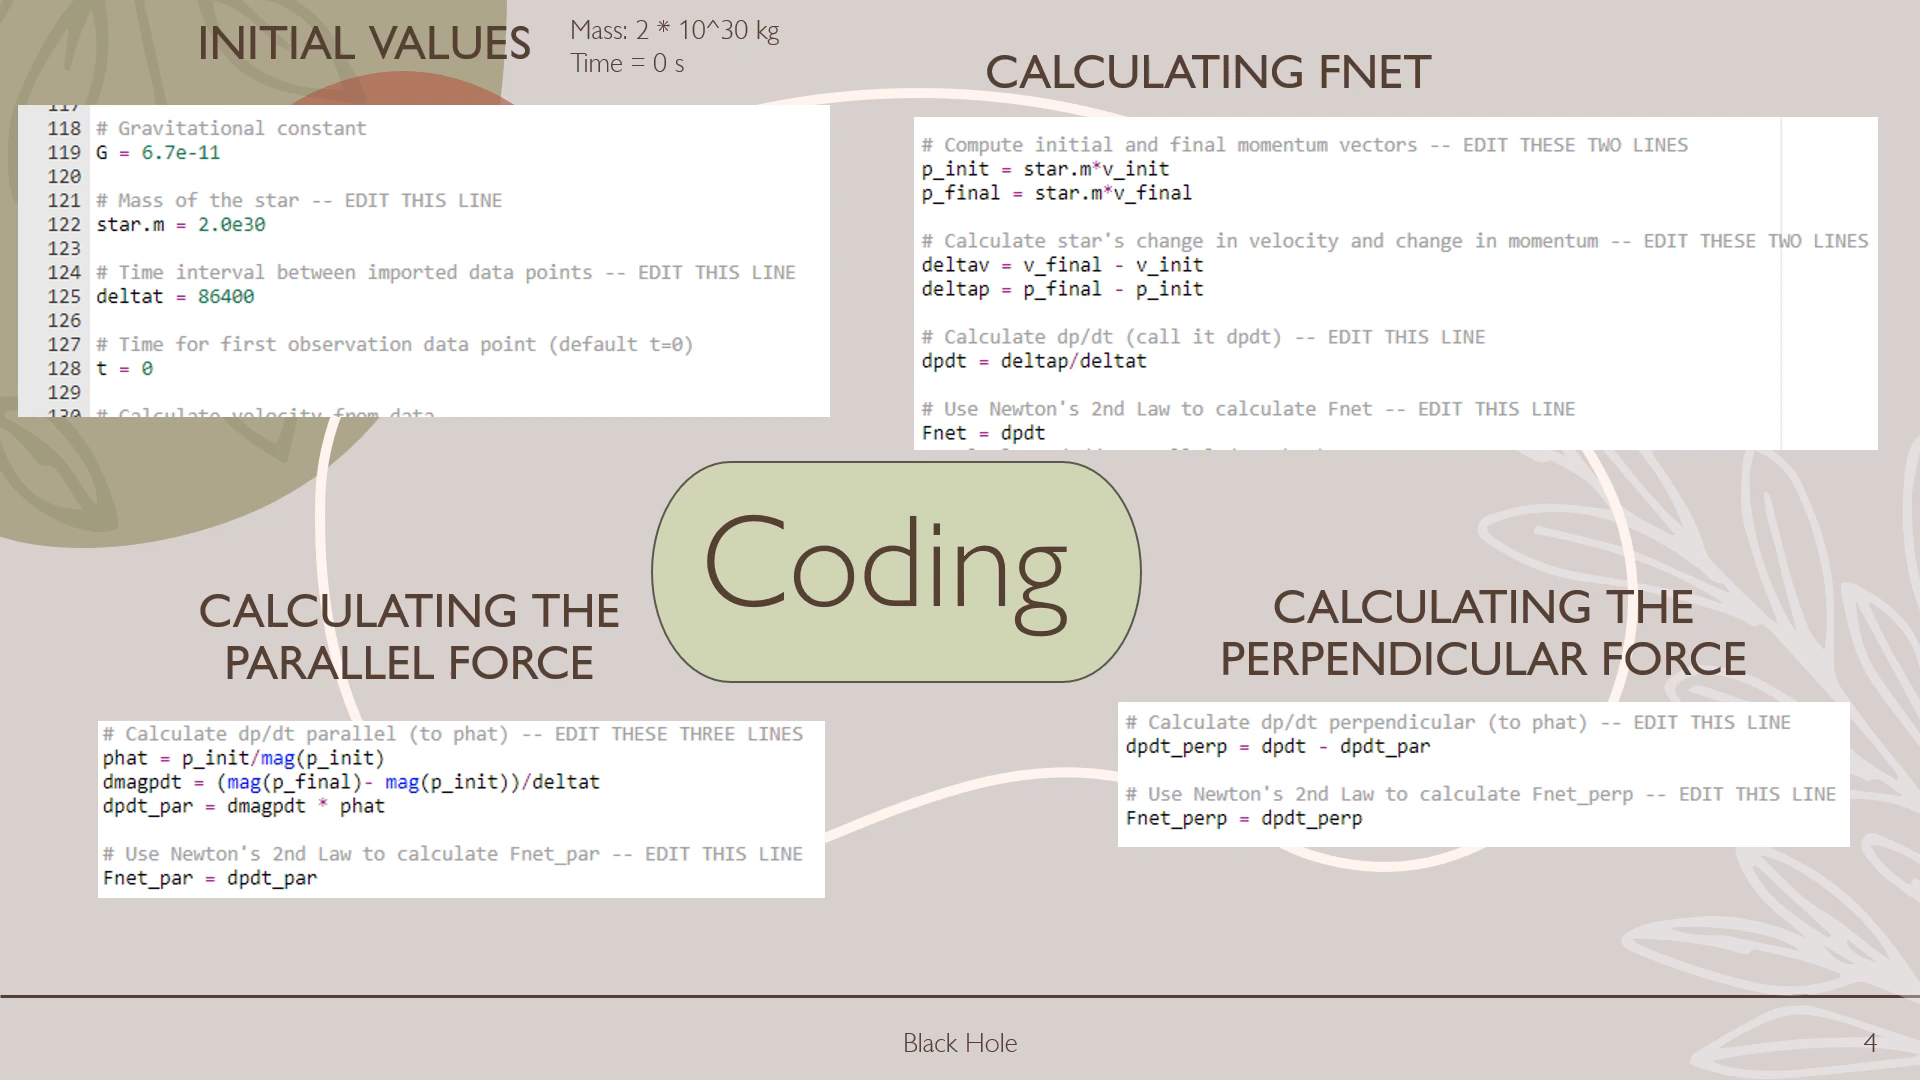 INITIAL VALUES
Mass: 2 * 10^30 kg
Time = 0 s
117
118 # Gravitational constant
119 G = 6.7e-11
120
121 # Mass of the star -- EDIT THIS LINE
122 star.m = 2.0e30
123
124 # Time interval between imported data points -- EDIT THIS LINE
125 deltat = 86400
126
127 # Time for first observation data point (default t=0)
128 t = 0
129
130 # Calculate velocity from data
CALCULATING FNET
# Compute initial and final momentum vectors -- EDIT THESE TWO LINES
p_init = star.m*v_init
p_final = star.m*v_final
# Calculate star's change in velocity and change in momentum -- EDIT THESE TWO LINES
deltav = v_final - v_init
deltap = p_final - p_init
# Calculate dp/dt (call it dpdt) -- EDIT THIS LINE
dpdt = deltap/deltat
# Use Newton's 2nd Law to calculate Fnet -- EDIT THIS LINE
Fnet = dpdt
Coding
CALCULATING THE
PARALLEL FORCE
# Calculate dp/dt parallel (to phat) -- EDIT THESE THREE LINES
phat = p_init/mag(p_init)
dmagpdt = (mag(p_final)- mag(p_init))/deltat
dpdt_par = dmagpdt * phat
# Use Newton's 2nd Law to calculate Fnet_par -- EDIT THIS LINE
Fnet_par = dpdt_par
CALCULATING THE
PERPENDICULAR FORCE
# Calculate dp/dt perpendicular (to phat) -- EDIT THIS LINE
dpdt_perp = dpdt - dpdt_par
# Use Newton's 2nd Law to calculate Fnet_perp -- EDIT THIS LINE
Fnet_perp = dpdt_perp
Black Hole
4